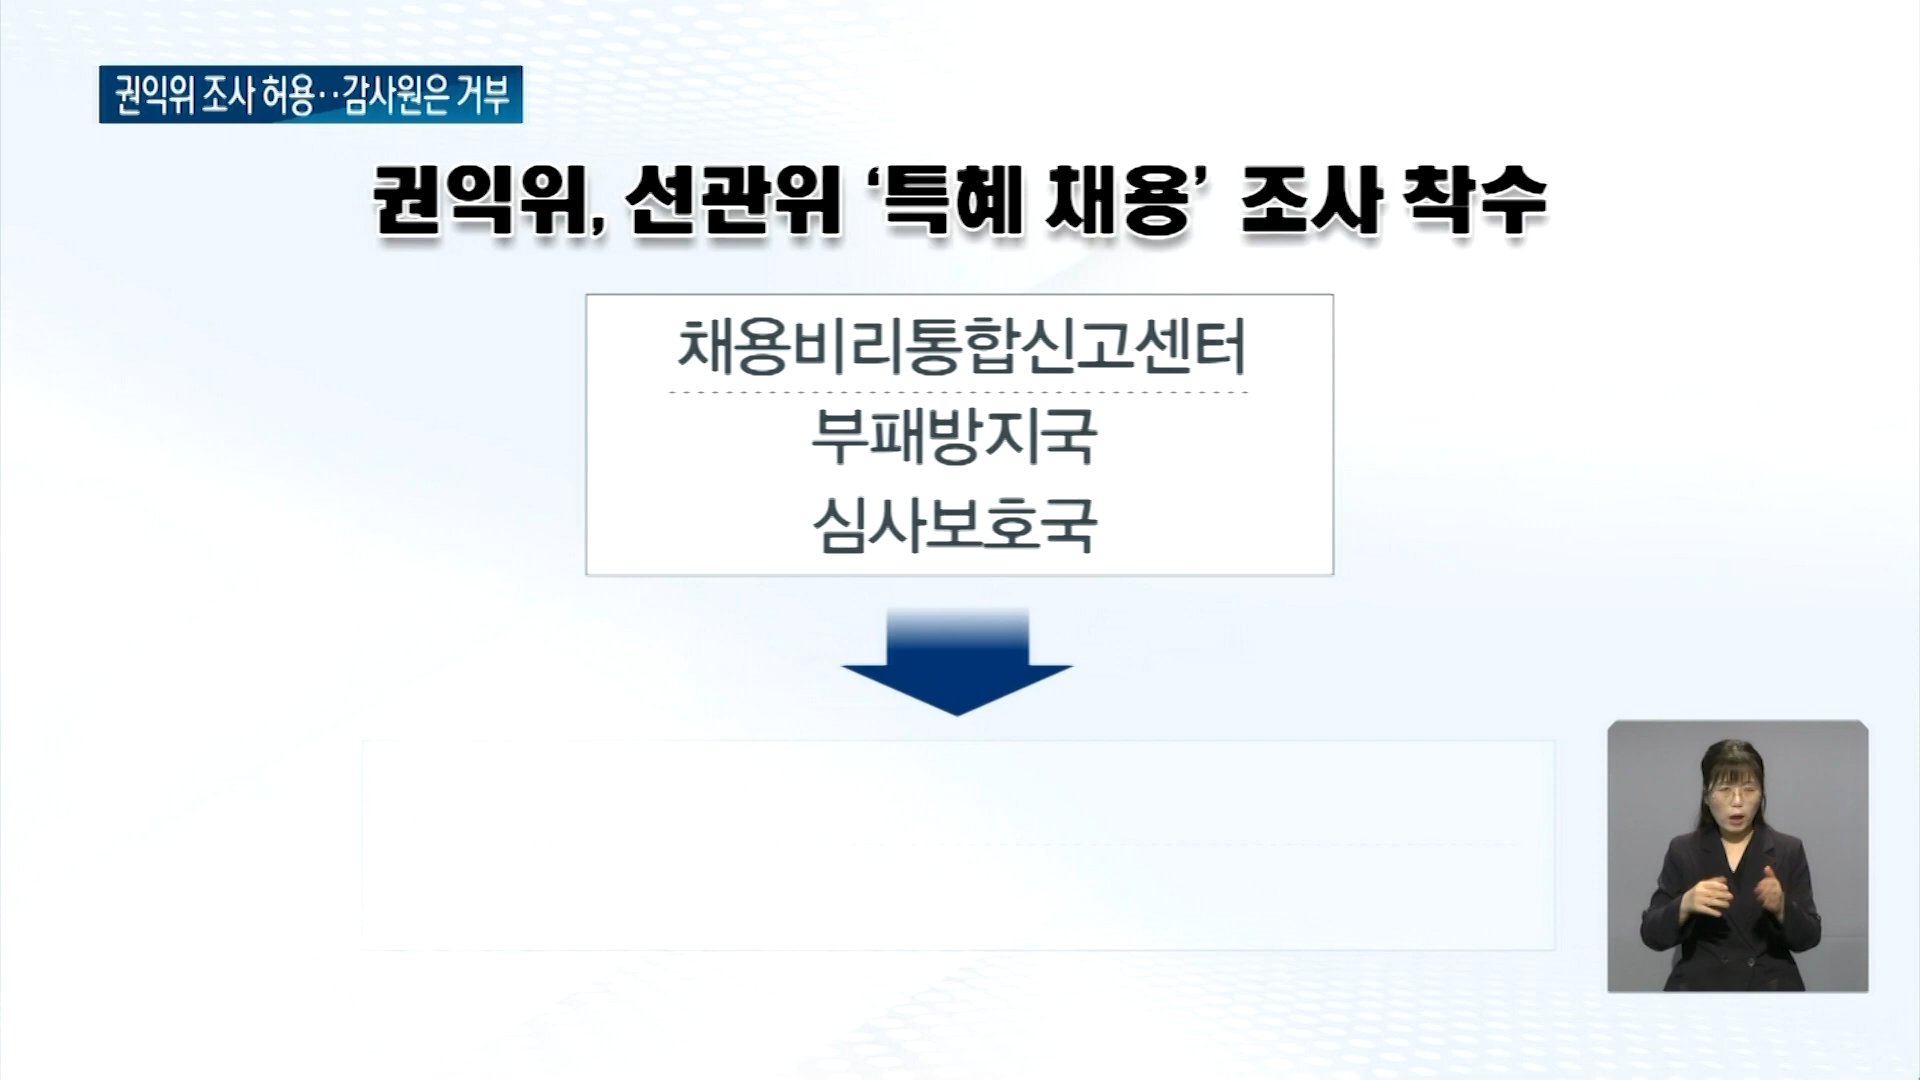 권익위 조사 허용‥감사원은 거부
권익위, 선관위 ‘특혜 채용’ 조사 착수
채용비리통합신고센터
부패방지국
심사보호국